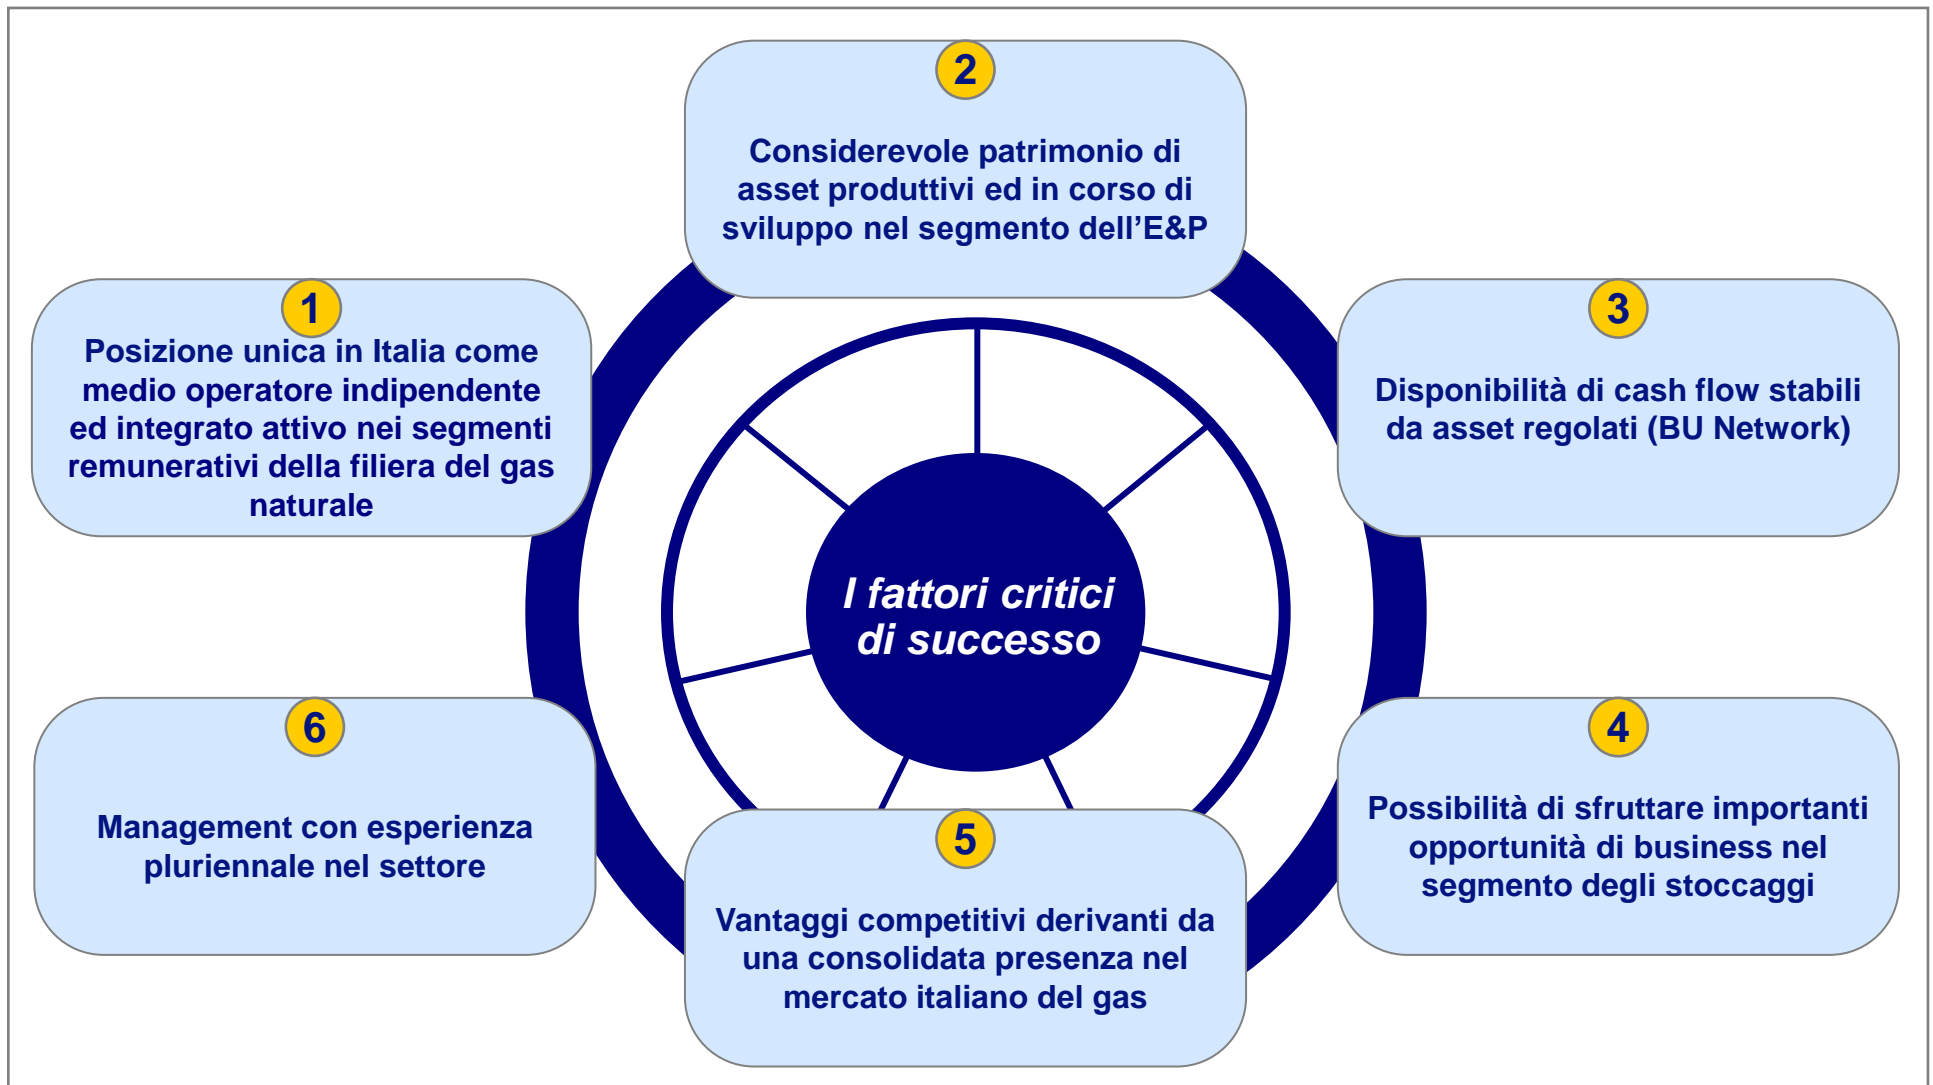 1
Posizione unica in Italia come
medio operatore indipendente
ed integrato attivo nei segmenti
remunerativi della filiera del gas
naturale
2
Considerevole patrimonio di
asset produttivi ed in corso di
sviluppo nel segmento dell’E&P
3
Disponibilità di cash flow stabili
da asset regolati (BU Network)
I fattori critici
di successo
4
Possibilità di sfruttare importanti
opportunità di business nel
segmento degli stoccaggi
5
Vantaggi competitivi derivanti da
una consolidata presenza nel
mercato italiano del gas
6
Management con esperienza
pluriennale nel settore